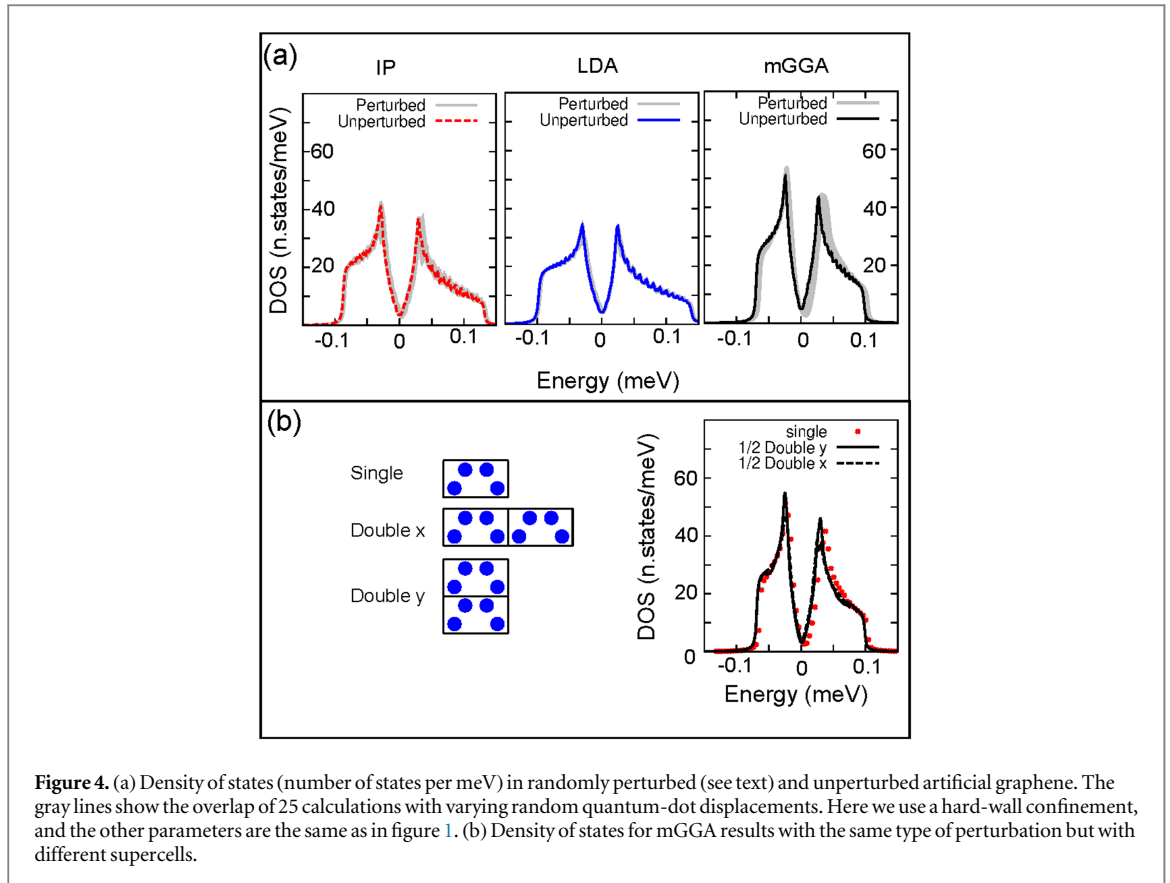 (a)
IP
LDA
mGGA
DOS (n.states/meV)
Perturbed
Unperturbed
60
40
20
-0.1
0
0.1
Perturbed
Unperturbed
-0.1
0
0.1
Perturbed
Unperturbed
60
40
20
-0.1
0
0.1
Energy (meV)
(b)
Single
Double x
Double y
single
1/2 Double y
1/2 Double x
DOS (n.states/meV)
60
40
20
0
-0.1
0
0.1
Energy (meV)
Figure 4. (a) Density of states (number of states per meV) in randomly perturbed (see text) and unperturbed artificial graphene. The
gray lines show the overlap of 25 calculations with varying random quantum-dot displacements. Here we use a hard-wall confinement,
and the other parameters are the same as in figure 1. (b) Density of states for mGGA results with the same type of perturbation but with
different supercells.